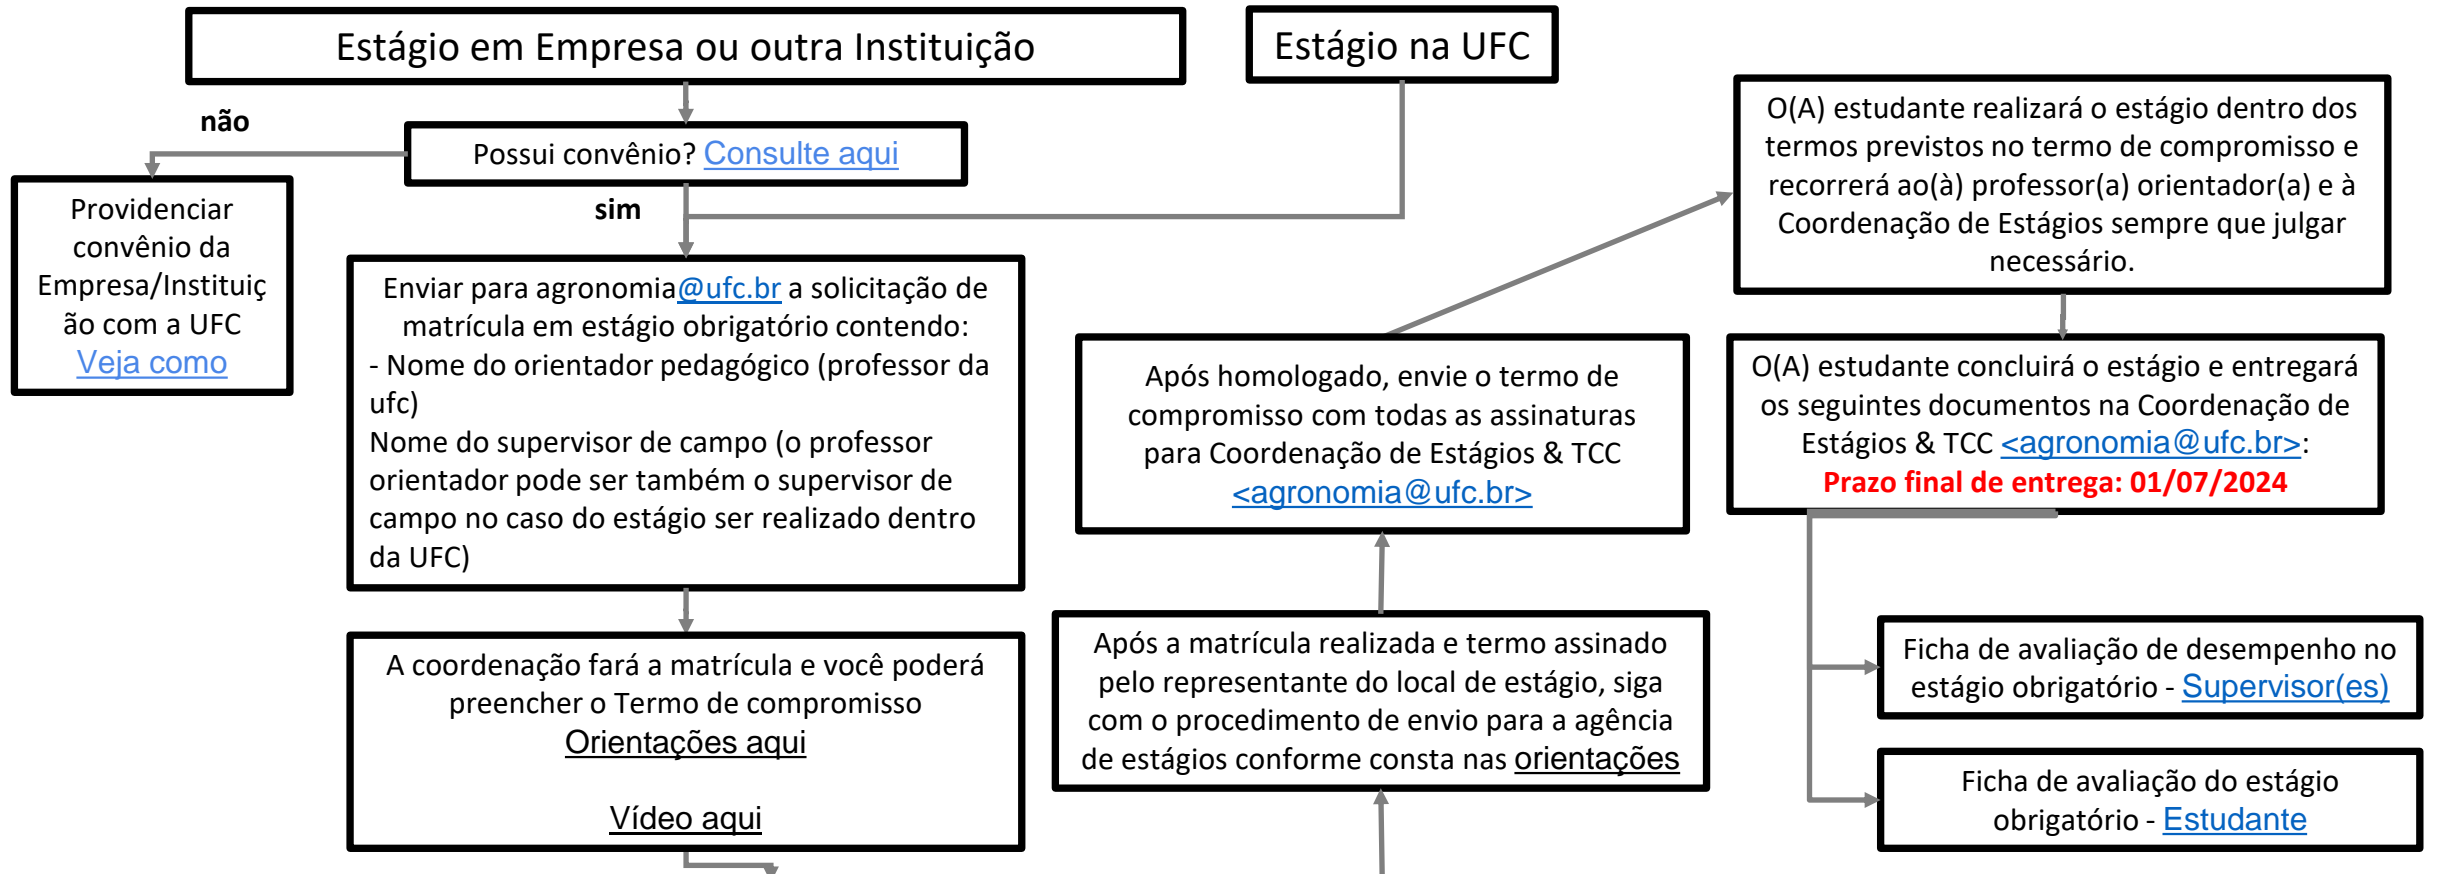 Estágio em Empresa ou outra Instituição
Estágio na UFC
não
Possui convênio? Consulte aqui
sim
Providenciar
convênio da
Empresa/Instituiç
ão com a UFC
Veja como
Enviar para agronomia@ufc.br a solicitação de
matrícula em estágio obrigatório contendo:
- Nome do orientador pedagógico (professor da
ufc)
Nome do supervisor de campo (o professor
orientador pode ser também o supervisor de
campo no caso do estágio ser realizado dentro
da UFC)
A coordenação fará a matrícula e você poderá
preencher o Termo de compromisso
Orientações aqui
Vídeo aqui
Após a matrícula realizada e termo assinado
pelo representante do local de estágio, siga
com o procedimento de envio para a agência
de estágios conforme consta nas orientações
Após homologado, envie o termo de
compromisso com todas as assinaturas
para Coordenação de Estágios & TCC
<agronomia@ufc.br>
O(A) estudante realizará o estágio dentro dos
termos previstos no termo de compromisso e
recorrerá ao(à) professor(a) orientador(a) e à
Coordenação de Estágios sempre que julgar
necessário.
O(A) estudante concluirá o estágio e entregará
os seguintes documentos na Coordenação de
Estágios & TCC <agronomia@ufc.br>:
Prazo final de entrega: 01/07/2024
Ficha de avaliação de desempenho no
estágio obrigatório - Supervisor(es)
Ficha de avaliação do estágio
obrigatório - Estudante